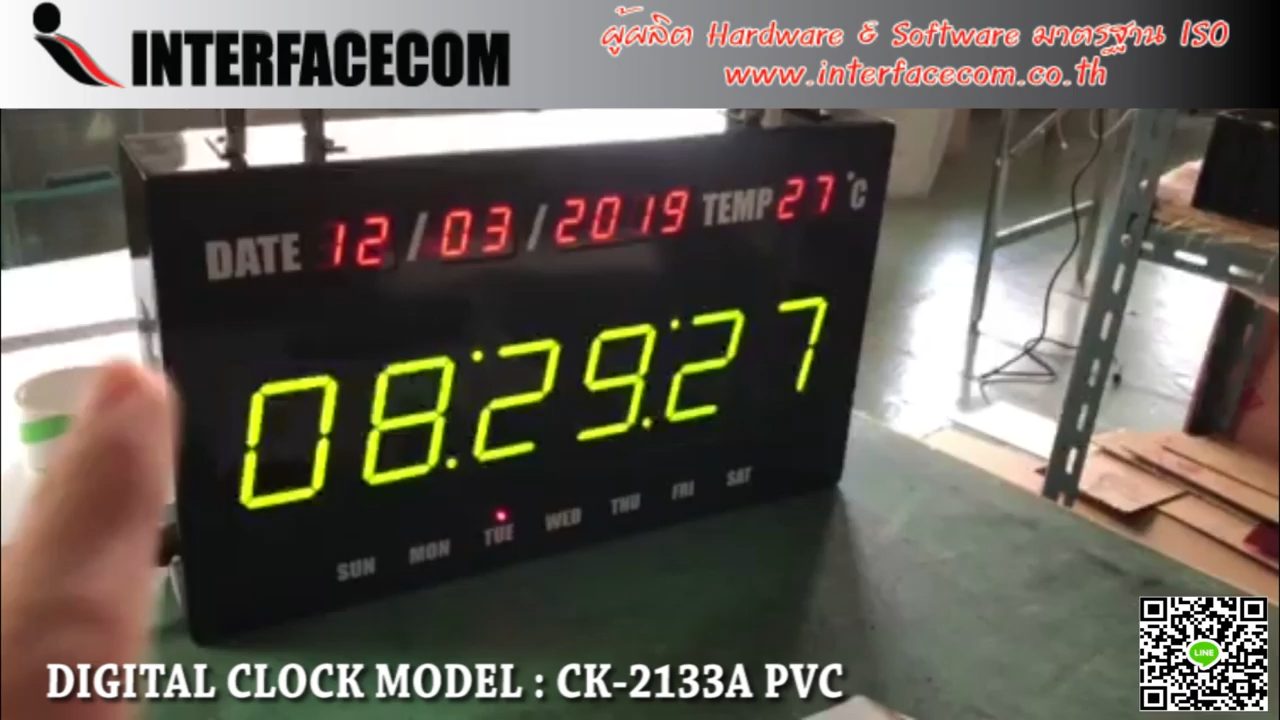 INTERFACECOM
ผู้ผลิต Hardware & Software มาตรฐาน ISO
www.interfacecom.co.th
DATE 12/03/2019 TEMP 27 °C
08:29:27
SUN MON TUE WED THU FRI SAT
DIGITAL CLOCK MODEL : CK-2133A PVC
LINE